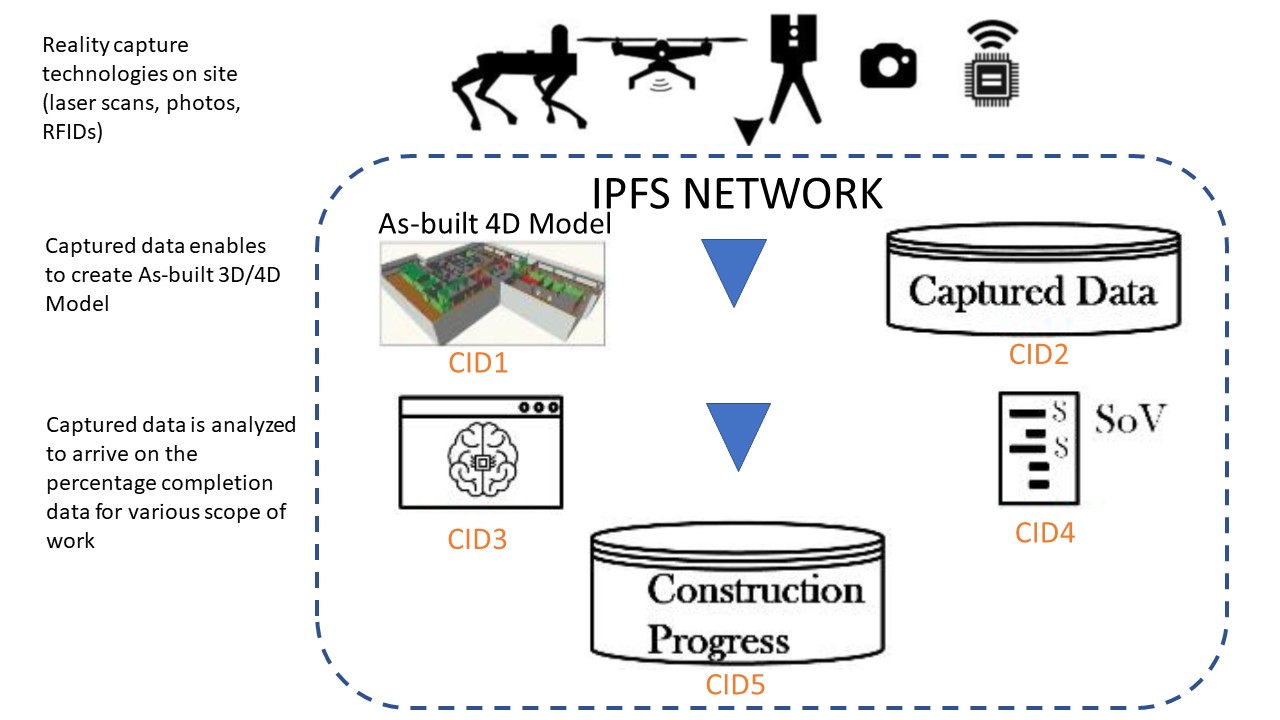 Reality capture
technologies on site
(laser scans, photos,
RFIDs)
IPFS NETWORK
As-built 4D Model
Captured data enables
to create As-built 3D/4D
Model
Captured Data
CID1
CID2
Captured data is analyzed
to arrive on the
percentage completion
data for various scope of
work
S
S
SoV
CID3
CID4
Construction
Progress
CID5